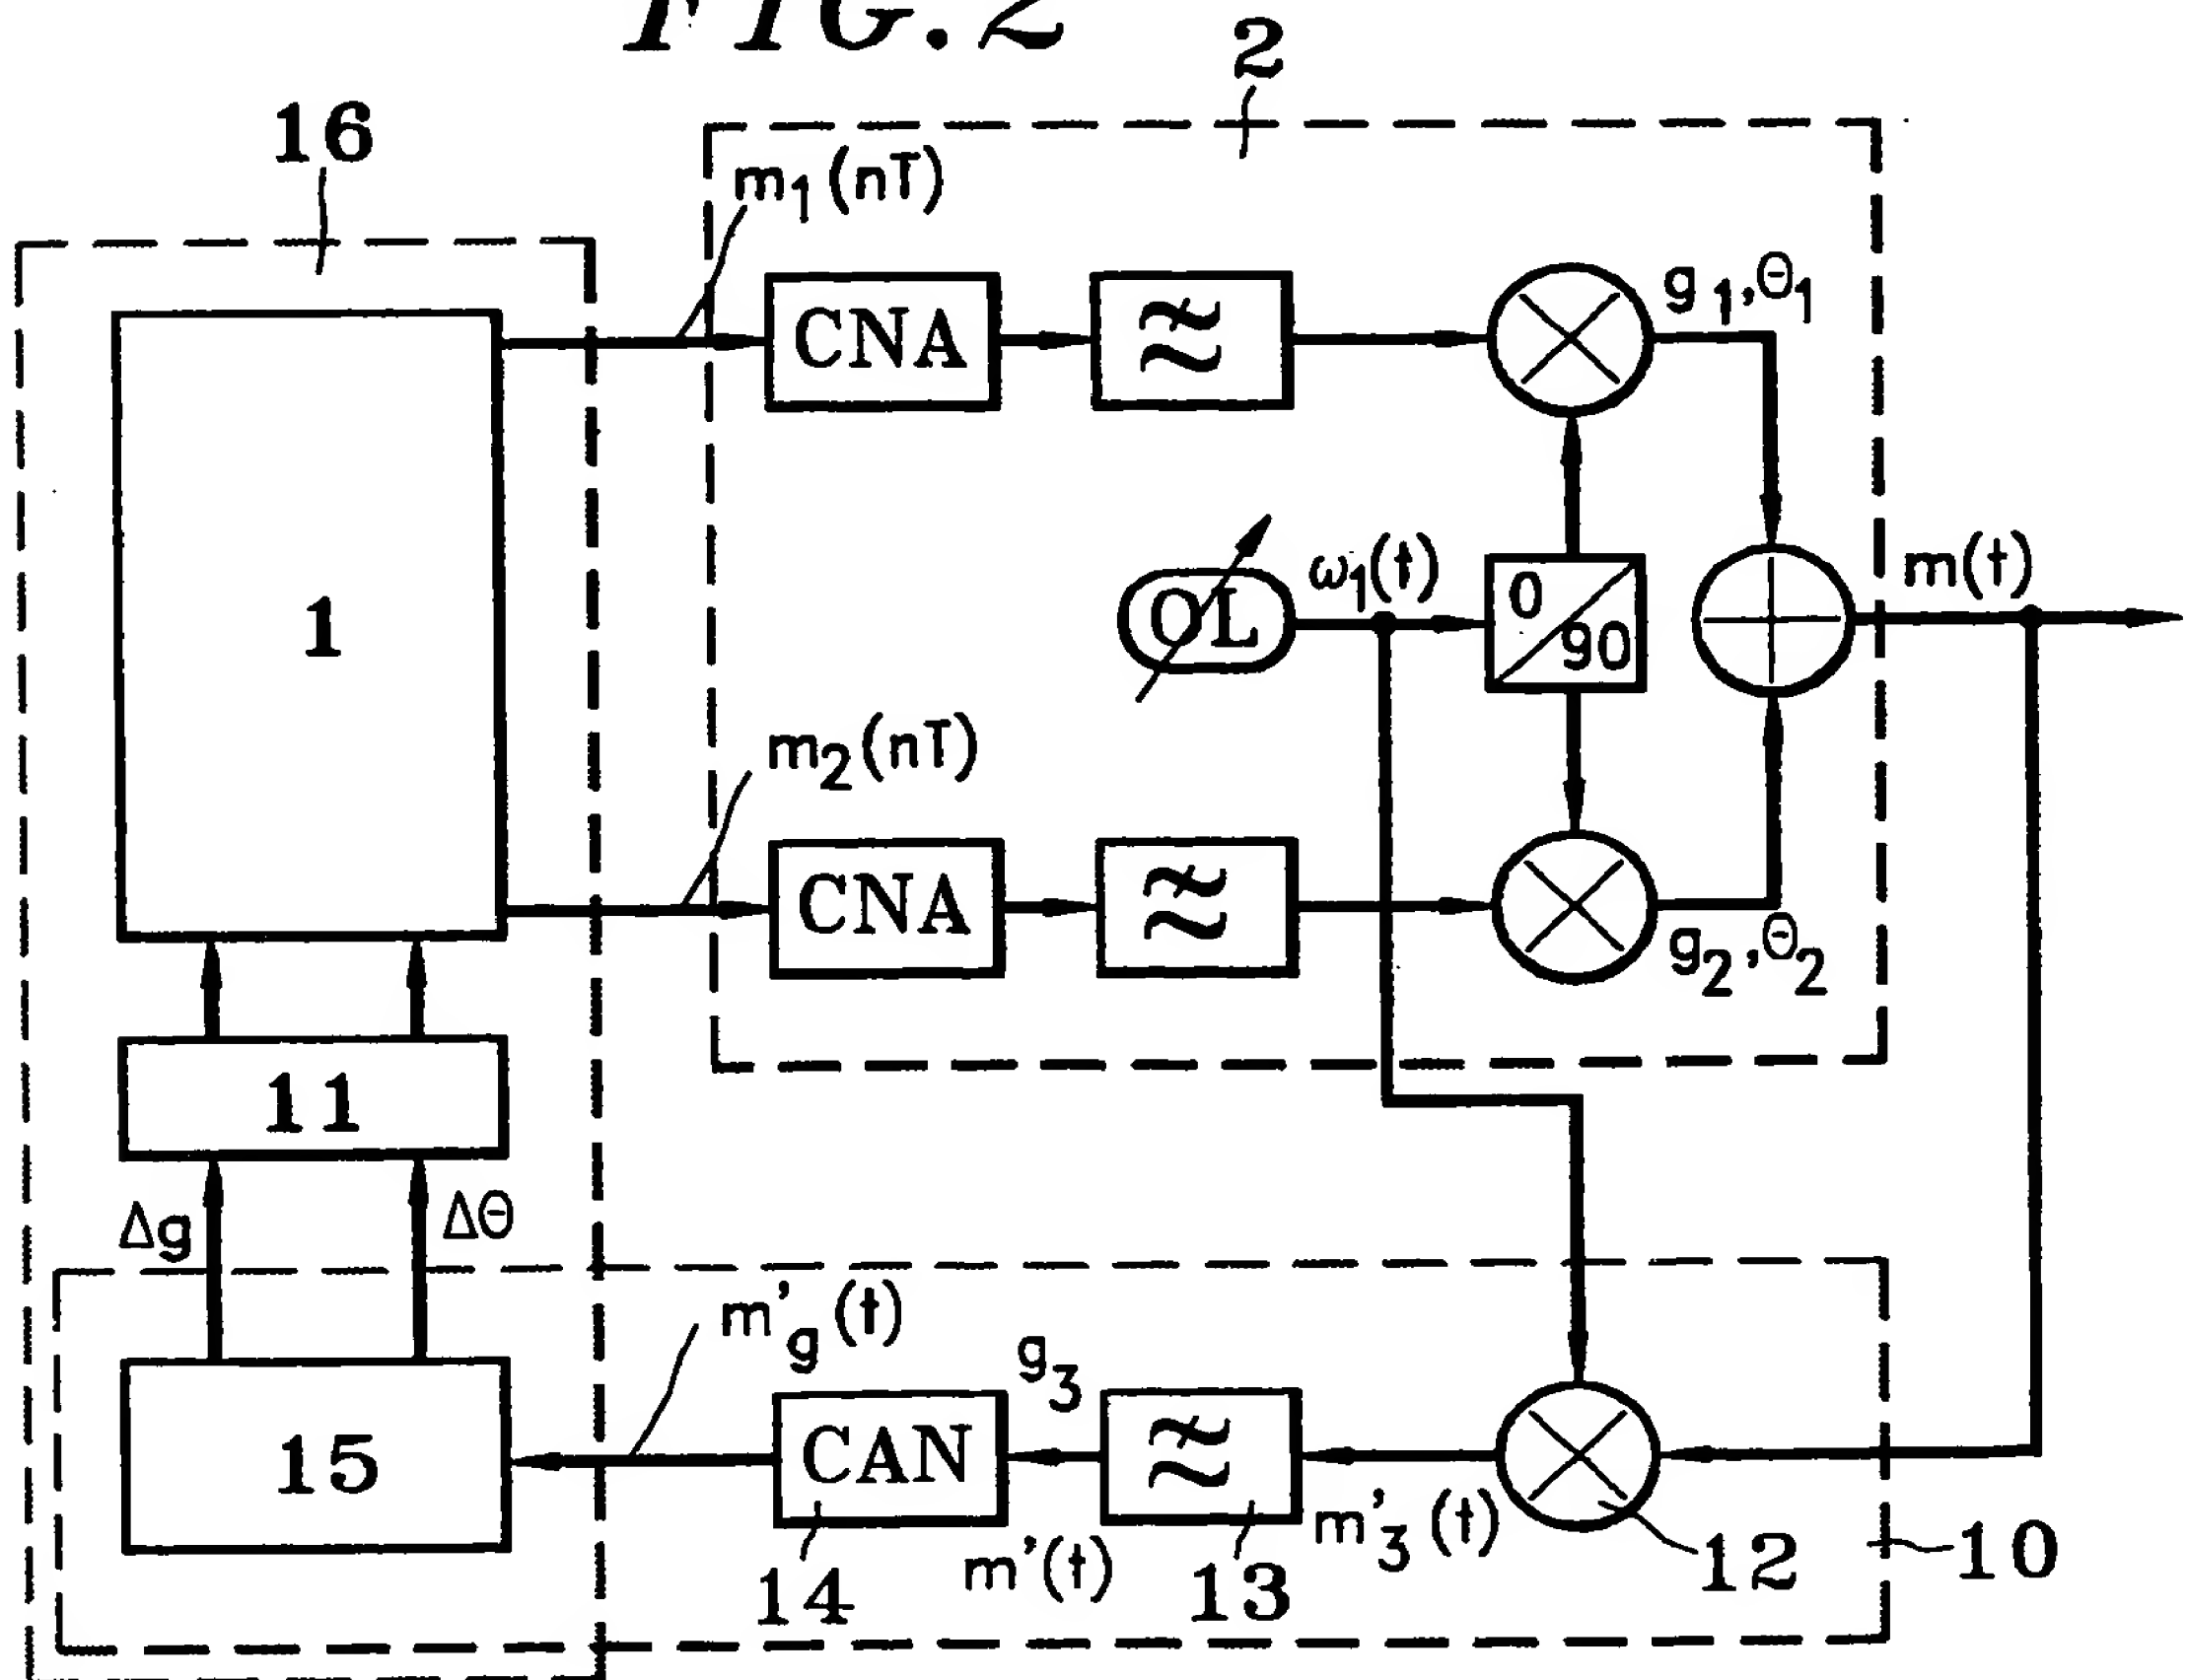 FIG. 2
2
16
m1(nT)
CNA
g1,Θ1
1
OL
ω1(t)
0
90
m(t)
m2(nT)
CNA
g2,Θ2
11
Δg
ΔΘ
m'g(t)
g3
15
CAN
m'3(t)
14
m'(t)
13
12
10